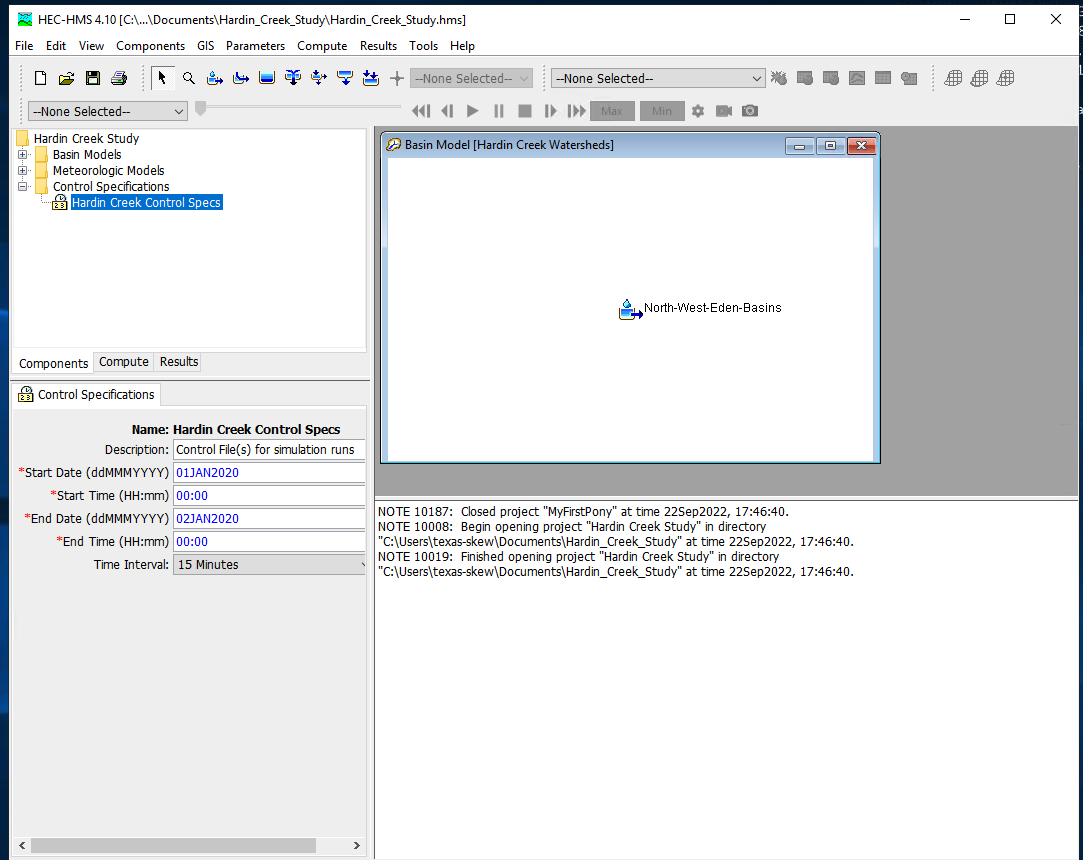 HEC-HMS 4.10 [C:\...\Documents\Hardin_Creek_Study\Hardin_Creek_Study.hms]
File Edit View Components GIS Parameters Compute Results Tools Help
--None Selected-- --None Selected--
--None Selected-- Max Min
Hardin Creek Study
Basin Models
Meteorologic Models
Control Specifications
Hardin Creek Control Specs
Components Compute Results
Basin Model [Hardin Creek Watersheds]
North-West-Eden-Basins
Control Specifications
Name: Hardin Creek Control Specs
Description: Control File(s) for simulation runs
*Start Date (ddMMMYYYY) 01JAN2020
*Start Time (HH:mm) 00:00
*End Date (ddMMMYYYY) 02JAN2020
*End Time (HH:mm) 00:00
Time Interval: 15 Minutes
NOTE 10187: Closed project "MyFirstPony" at time 22Sep2022, 17:46:40.
NOTE 10008: Begin opening project "Hardin Creek Study" in directory
"C:\Users\texas-skew\Documents\Hardin_Creek_Study" at time 22Sep2022, 17:46:40.
NOTE 10019: Finished opening project "Hardin Creek Study" in directory
"C:\Users\texas-skew\Documents\Hardin_Creek_Study" at time 22Sep2022, 17:46:40.